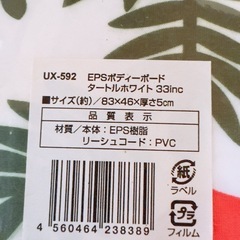 UX-592 EPSボディーボード
タートルホワイト 33inc
■サイズ(約)／83×46×厚さ5cm
品質表示
材質／本体：EPS樹脂
リーシュコード：PVC
4 560464 238389
紙
ラベル
プラ
フィルム